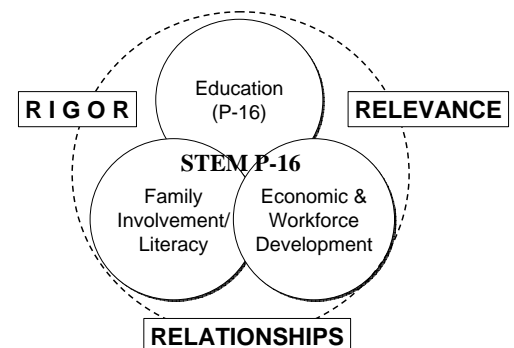 Education
(P-16)
R I G O R
RELEVANCE
STEM P-16
Family
Involvement/
Literacy
Economic &
Workforce
Development
RELATIONSHIPS